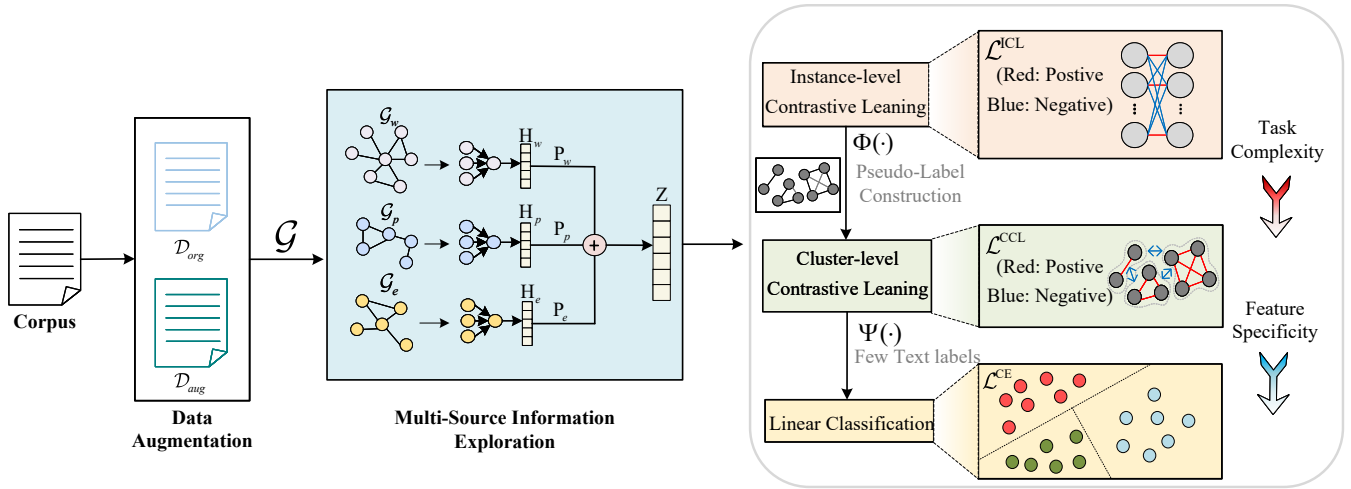 Corpus
𝒟org
𝒟aug
Data
Augmentation
𝒢
𝒢w
𝒢p
𝒢e
Hw
Hp
He
Pw
Pp
Pe
+
Z
Multi-Source Information
Exploration
Instance-level
Contrastive Leaning
ℒICL
(Red: Postive
Blue: Negative)
Φ(·)
Pseudo-Label
Construction
Cluster-level
Contrastive Leaning
ℒCCL
(Red: Postive
Blue: Negative)
Ψ(·)
Few Text labels
Linear Classification
ℒCE
Task
Complexity
Feature
Specificity